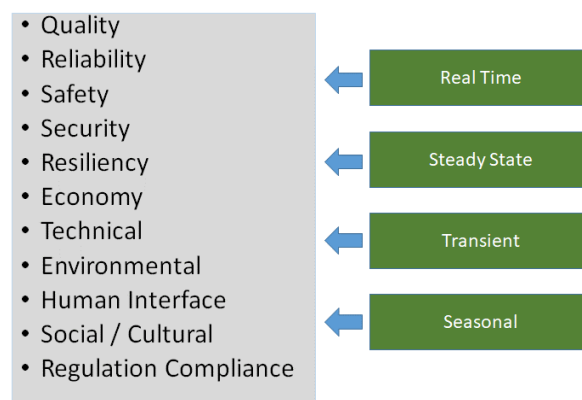 • Quality
• Reliability
• Safety
• Security
• Resiliency
• Economy
• Technical
• Environmental
• Human Interface
• Social / Cultural
• Regulation Compliance
Real Time
Steady State
Transient
Seasonal